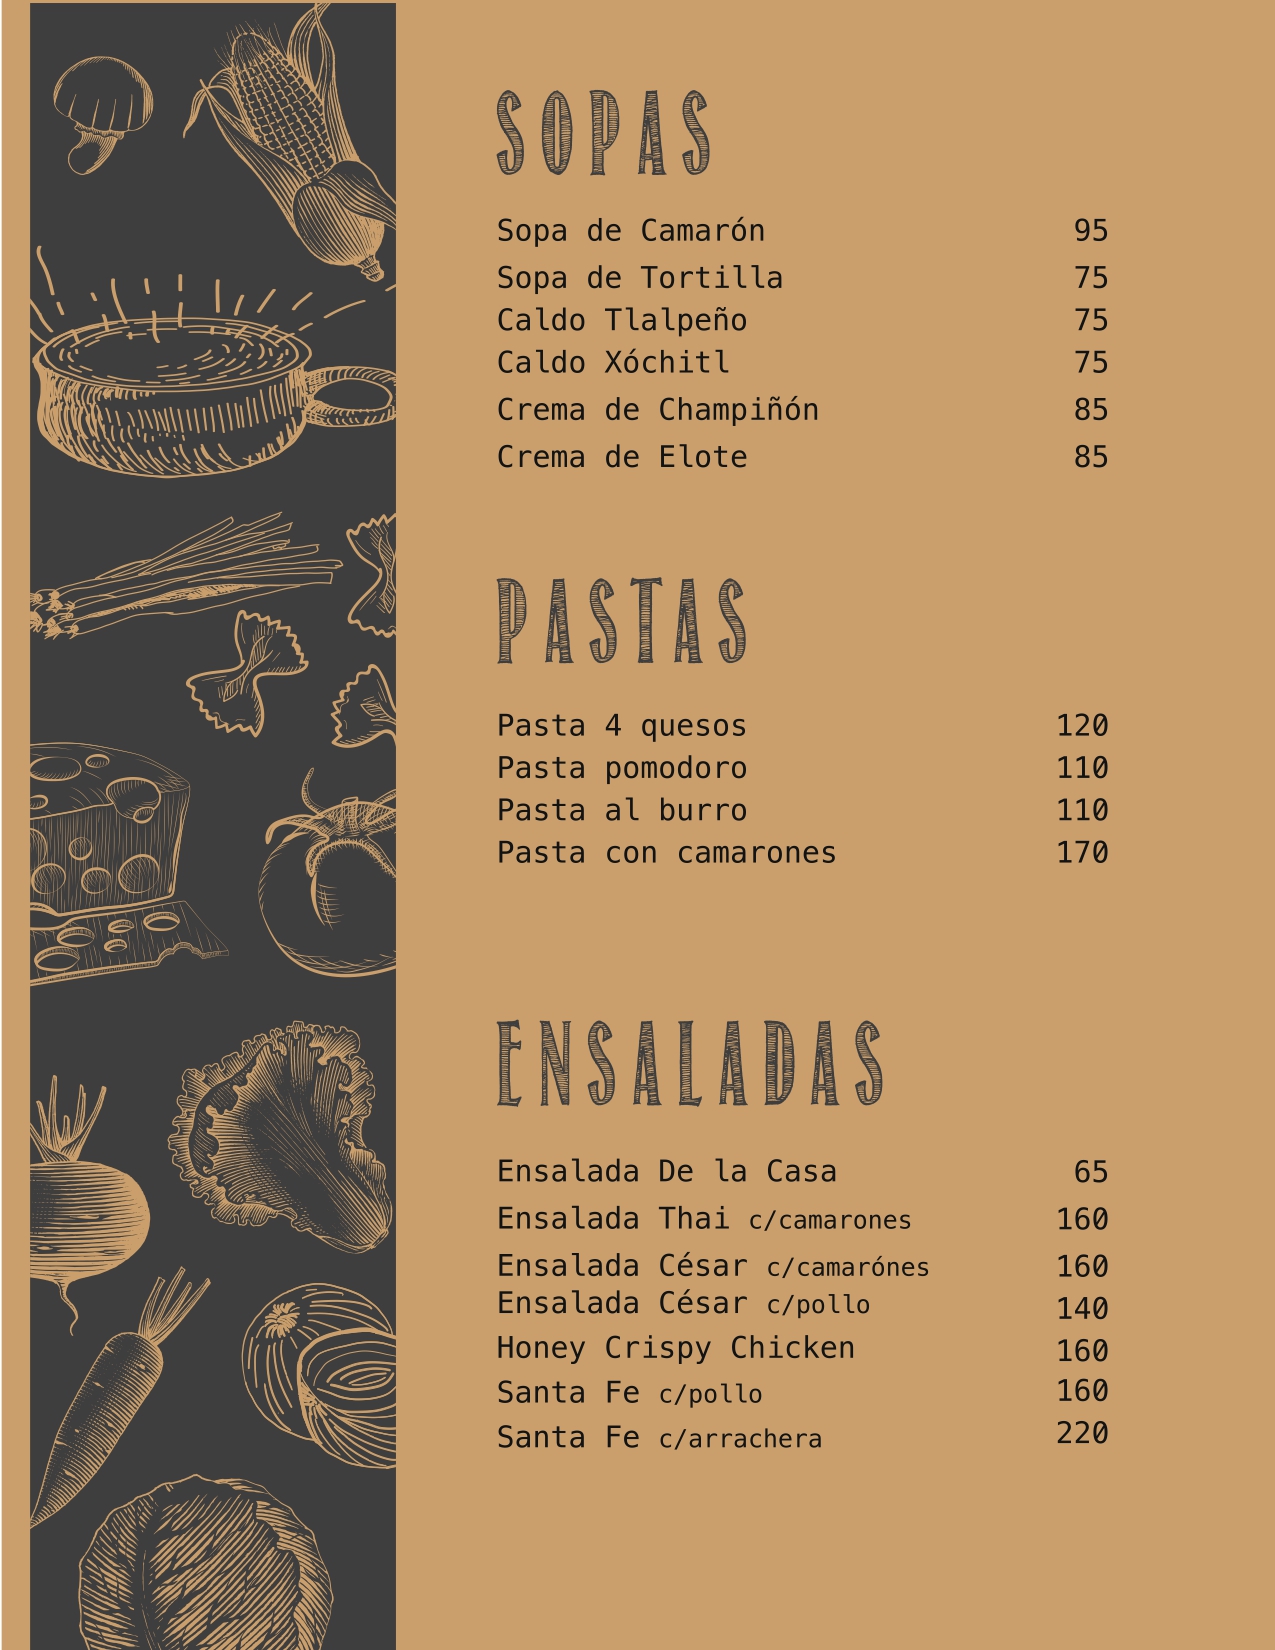 SOPAS
Sopa de Camarón 95
Sopa de Tortilla 75
Caldo Tlalpeño 75
Caldo Xóchitl 75
Crema de Champiñón 85
Crema de Elote 85
PASTAS
Pasta 4 quesos 120
Pasta pomodoro 110
Pasta al burro 110
Pasta con camarones 170
ENSALADAS
Ensalada De la Casa 65
Ensalada Thai c/camarones 160
Ensalada César c/camarónes 160
Ensalada César c/pollo 140
Honey Crispy Chicken 160
Santa Fe c/pollo 160
Santa Fe c/arrachera 220